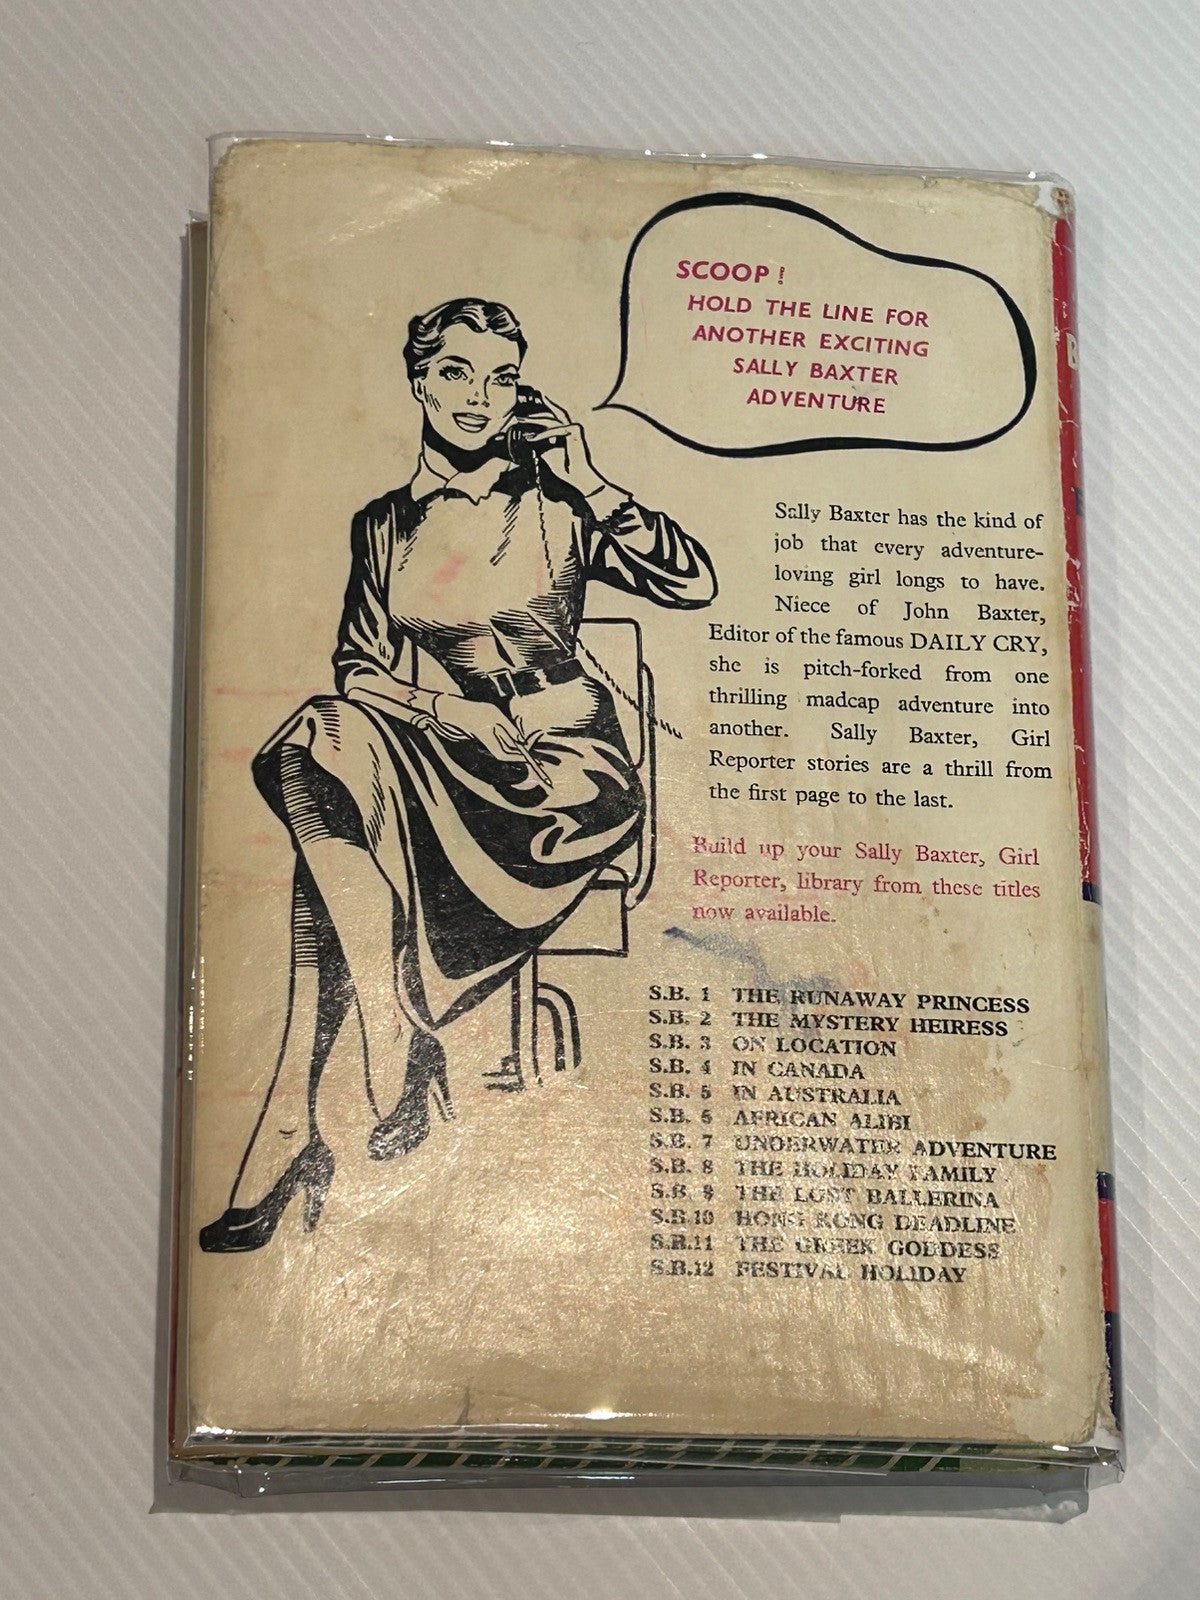 SCOOP!
HOLD THE LINE FOR
ANOTHER EXCITING
SALLY BAXTER
ADVENTURE
Sally Baxter has the kind of
job that every adventure-
loving girl longs to have.
Niece of John Baxter,
Editor of the famous DAILY CRY,
she is pitch-forked from one
thrilling madcap adventure into
another. Sally Baxter, Girl
Reporter stories are a thrill from
the first page to the last.
Build up your Sally Baxter, Girl
Reporter, library from these titles
now available.
S.B. 1 THE RUNAWAY PRINCESS
S.B. 2 THE MYSTERY HEIRESS
S.B. 3 ON LOCATION
S.B. 4 IN CANADA
S.B. 5 IN AUSTRALIA
S.B. 6 AFRICAN ALIBI
S.B. 7 UNDERWATER ADVENTURE
S.B. 8 THE HOLIDAY FAMILY
S.B. 9 THE LOST BALLERINA
S.B.10 HONG KONG DEADLINE
S.B.11 THE GREEK GODDESS
S.B.12 FESTIVAL HOLIDAY